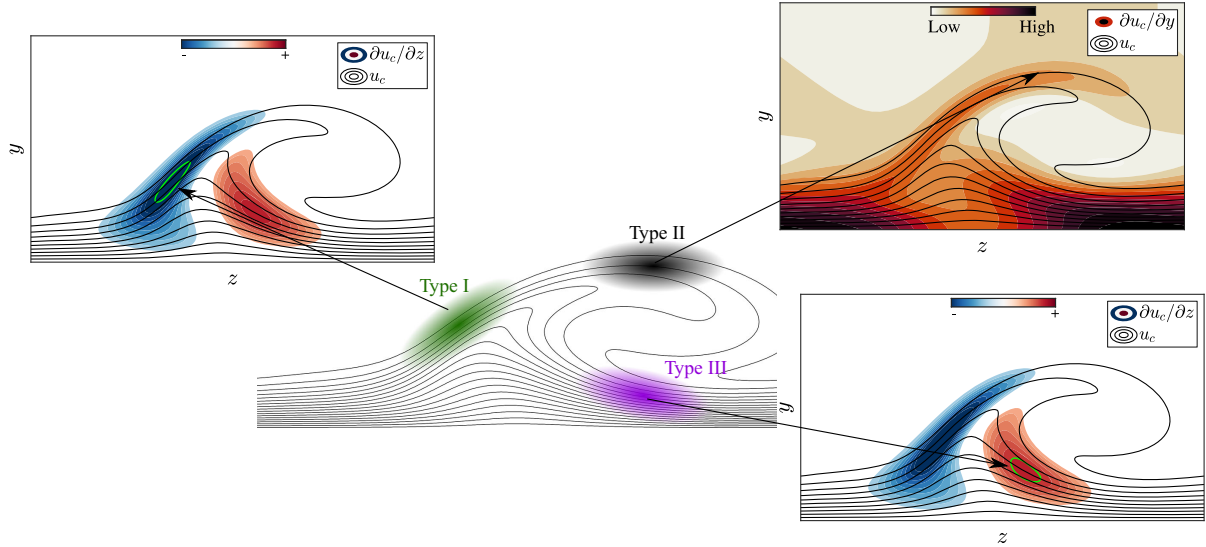 - +
∂u_c/∂z
u_c
y
z
Low High
∂u_c/∂y
u_c
y
z
Type II
Type I
Type III
- +
∂u_c/∂z
u_c
y
z